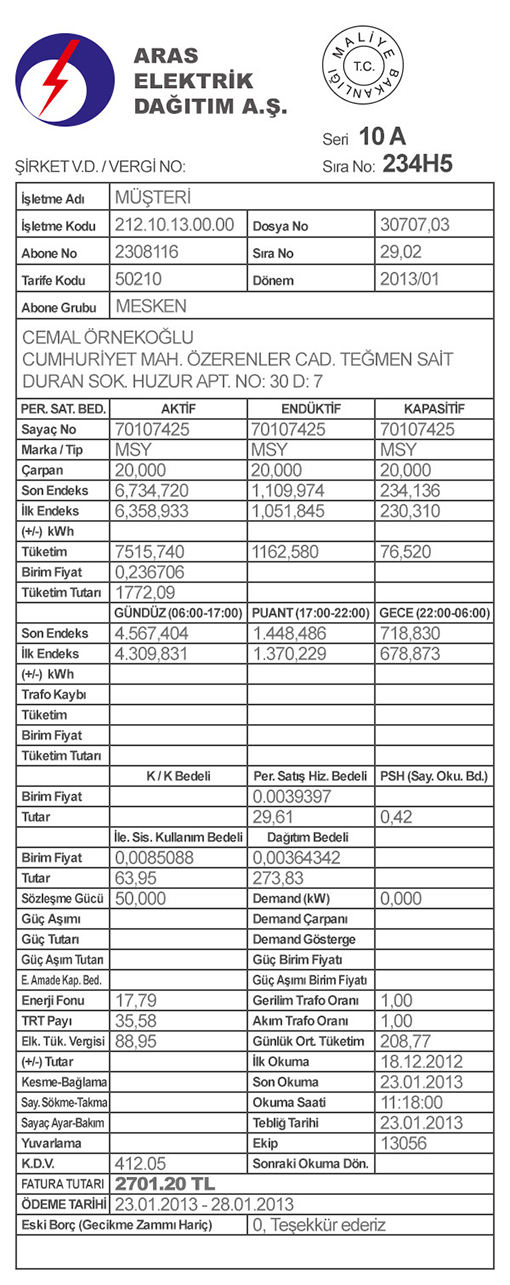 ARAS
ELEKTRİK
DAĞITIM A.Ş.
MALİYE BAKANLIĞI
T.C.
Seri 10 A
ŞİRKET V.D. / VERGİ NO: Sıra No: 234H5
İşletme Adı MÜŞTERİ
İşletme Kodu 212.10.13.00.00 Dosya No 30707,03
Abone No 2308116 Sıra No 29,02
Tarife Kodu 50210 Dönem 2013/01
Abone Grubu MESKEN
CEMAL ÖRNEKOĞLU
CUMHURİYET MAH. ÖZERENLER CAD. TEĞMEN SAİT
DURAN SOK. HUZUR APT. NO: 30 D: 7
PER. SAT. BED. AKTİF ENDÜKTİF KAPASİTİF
Sayaç No 70107425 70107425 70107425
Marka / Tip MSY MSY MSY
Çarpan 20,000 20,000 20,000
Son Endeks 6,734,720 1,109,974 234,136
İlk Endeks 6,358,933 1,051,845 230,310
(+/-) kWh
Tüketim 7515,740 1162,580 76,520
Birim Fiyat 0,236706
Tüketim Tutarı 1772,09
GÜNDÜZ (06:00-17:00) PUANT (17:00-22:00) GECE (22:00-06:00)
Son Endeks 4.567,404 1.448,486 718,830
İlk Endeks 4.309,831 1.370,229 678,873
(+/-) kWh
Trafo Kaybı
Tüketim
Birim Fiyat
Tüketim Tutarı
K / K Bedeli Per. Satış Hiz. Bedeli PSH (Say. Oku. Bd.)
Birim Fiyat 0.0039397
Tutar 29,61 0,42
İle. Sis. Kullanım Bedeli Dağıtım Bedeli
Birim Fiyat 0,0085088 0,00364342
Tutar 63,95 273,83
Sözleşme Gücü 50,000 Demand (kW) 0,000
Güç Aşımı Demand Çarpanı
Güç Tutarı Demand Gösterge
Güç Aşım Tutarı Güç Birim Fiyatı
E. Amade Kap. Bed. Güç Aşımı Birim Fiyatı
Enerji Fonu 17,79 Gerilim Trafo Oranı 1,00
TRT Payı 35,58 Akım Trafo Oranı 1,00
Elk. Tük. Vergisi 88,95 Günlük Ort. Tüketim 208,77
(+/-) Tutar İlk Okuma 18.12.2012
Kesme-Bağlama Son Okuma 23.01.2013
Say. Sökme-Takma Okuma Saati 11:18:00
Sayaç Ayar-Bakım Tebliğ Tarihi 23.01.2013
Yuvarlama Ekip 13056
K.D.V. 412.05 Sonraki Okuma Dön.
FATURA TUTARI 2701.20 TL
ÖDEME TARİHİ 23.01.2013 - 28.01.2013
Eski Borç (Gecikme Zammı Hariç) 0, Teşekkür ederiz